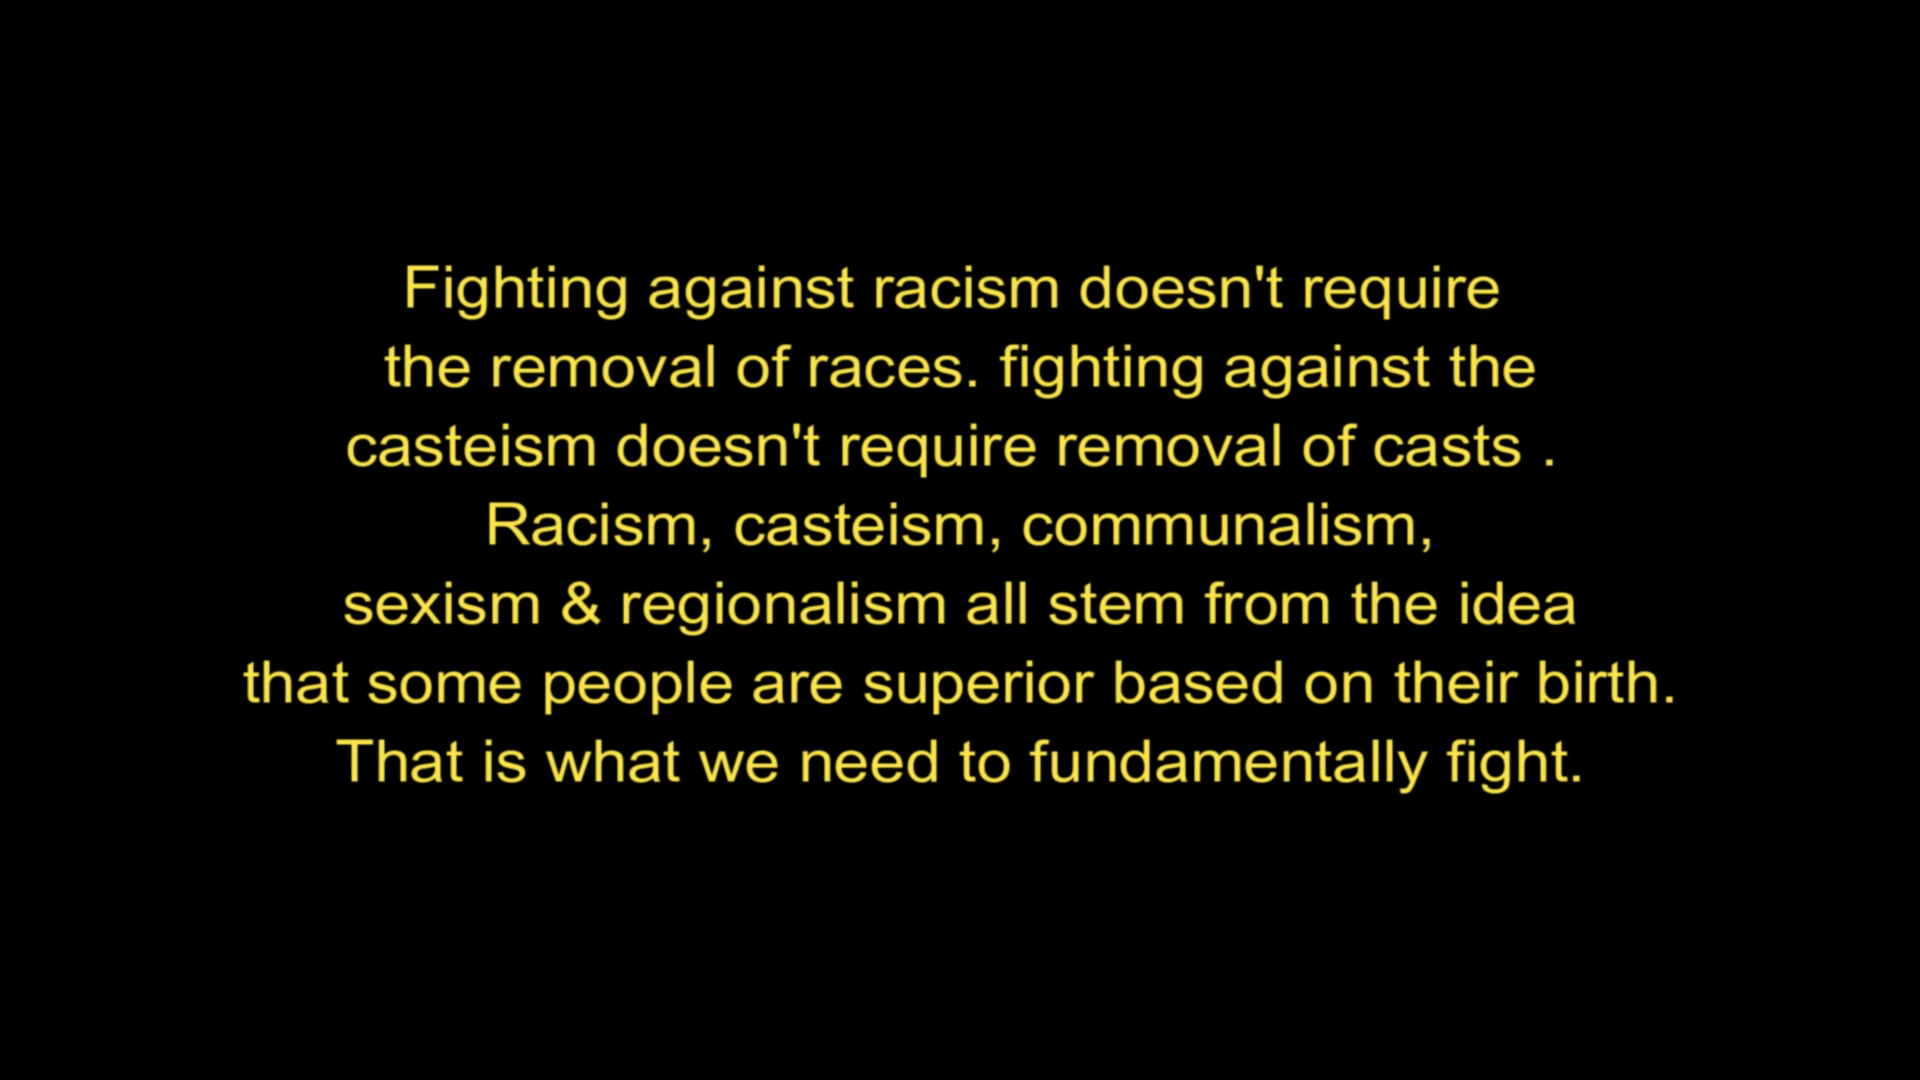 Fighting against racism doesn't require
the removal of races. fighting against the
casteism doesn't require removal of casts .
Racism, casteism, communalism,
sexism & regionalism all stem from the idea
that some people are superior based on their birth.
That is what we need to fundamentally fight.